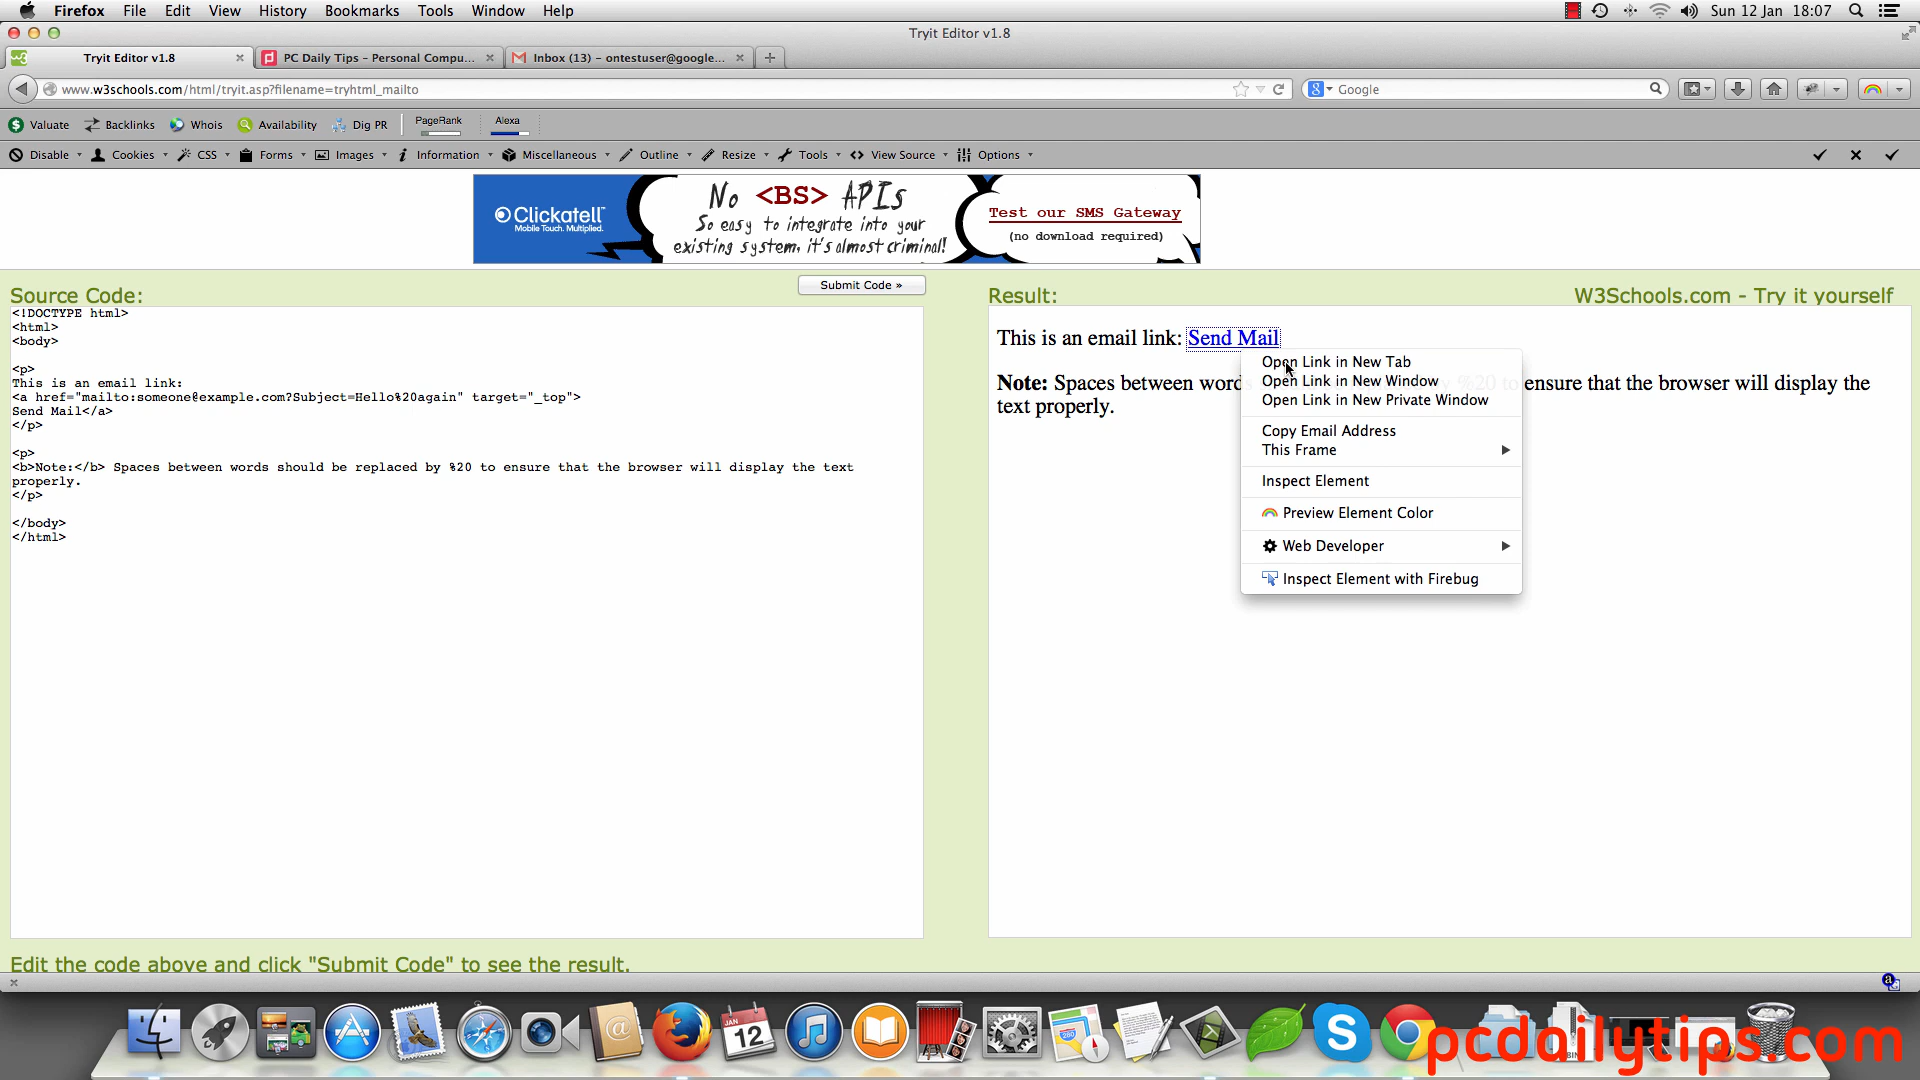 Firefox File Edit View History Bookmarks Tools Window Help
Sun 12 Jan 18:07
Tryit Editor v1.8
Tryit Editor v1.8
PC Daily Tips - Personal Compu...
Inbox (13) - ontestuser@google...
www.w3schools.com/html/tryit.asp?filename=tryhtml_mailto
Google
Valuate Backlinks Whois Availability Dig PR PageRank Alexa
Disable Cookies CSS Forms Images Information Miscellaneous Outline Resize Tools View Source Options
Clickatell
Mobile Touch. Multiplied.
No <BS> APIs
So easy to integrate into your
existing system, it's almost criminal!
Test our SMS Gateway
(no download required)
Source Code:
Submit Code »
<!DOCTYPE html>
<html>
<body>
<p>
This is an email link:
<a href="mailto:someone@example.com?Subject=Hello%20again" target="_top">
Send Mail</a>
</p>
<p>
<b>Note:</b> Spaces between words should be replaced by %20 to ensure that the browser will display the text
properly.
</p>
</body>
</html>
Result:
W3Schools.com - Try it yourself
This is an email link: Send Mail
Note: Spaces between words %20 to ensure that the browser will display the
text properly.
Open Link in New Tab
Open Link in New Window
Open Link in New Private Window
Copy Email Address
This Frame
Inspect Element
Preview Element Color
Web Developer
Inspect Element with Firebug
Edit the code above and click "Submit Code" to see the result.
JAN
12
pcdailytips.com